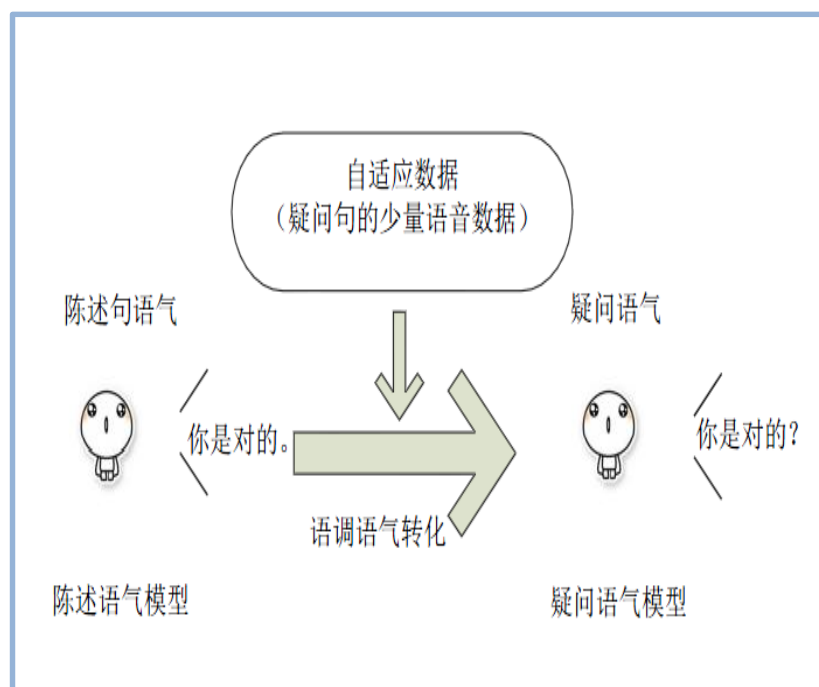 自适应数据
（疑问句的少量语音数据）
陈述句语气
疑问语气
你是对的。
你是对的？
语调语气转化
陈述语气模型
疑问语气模型